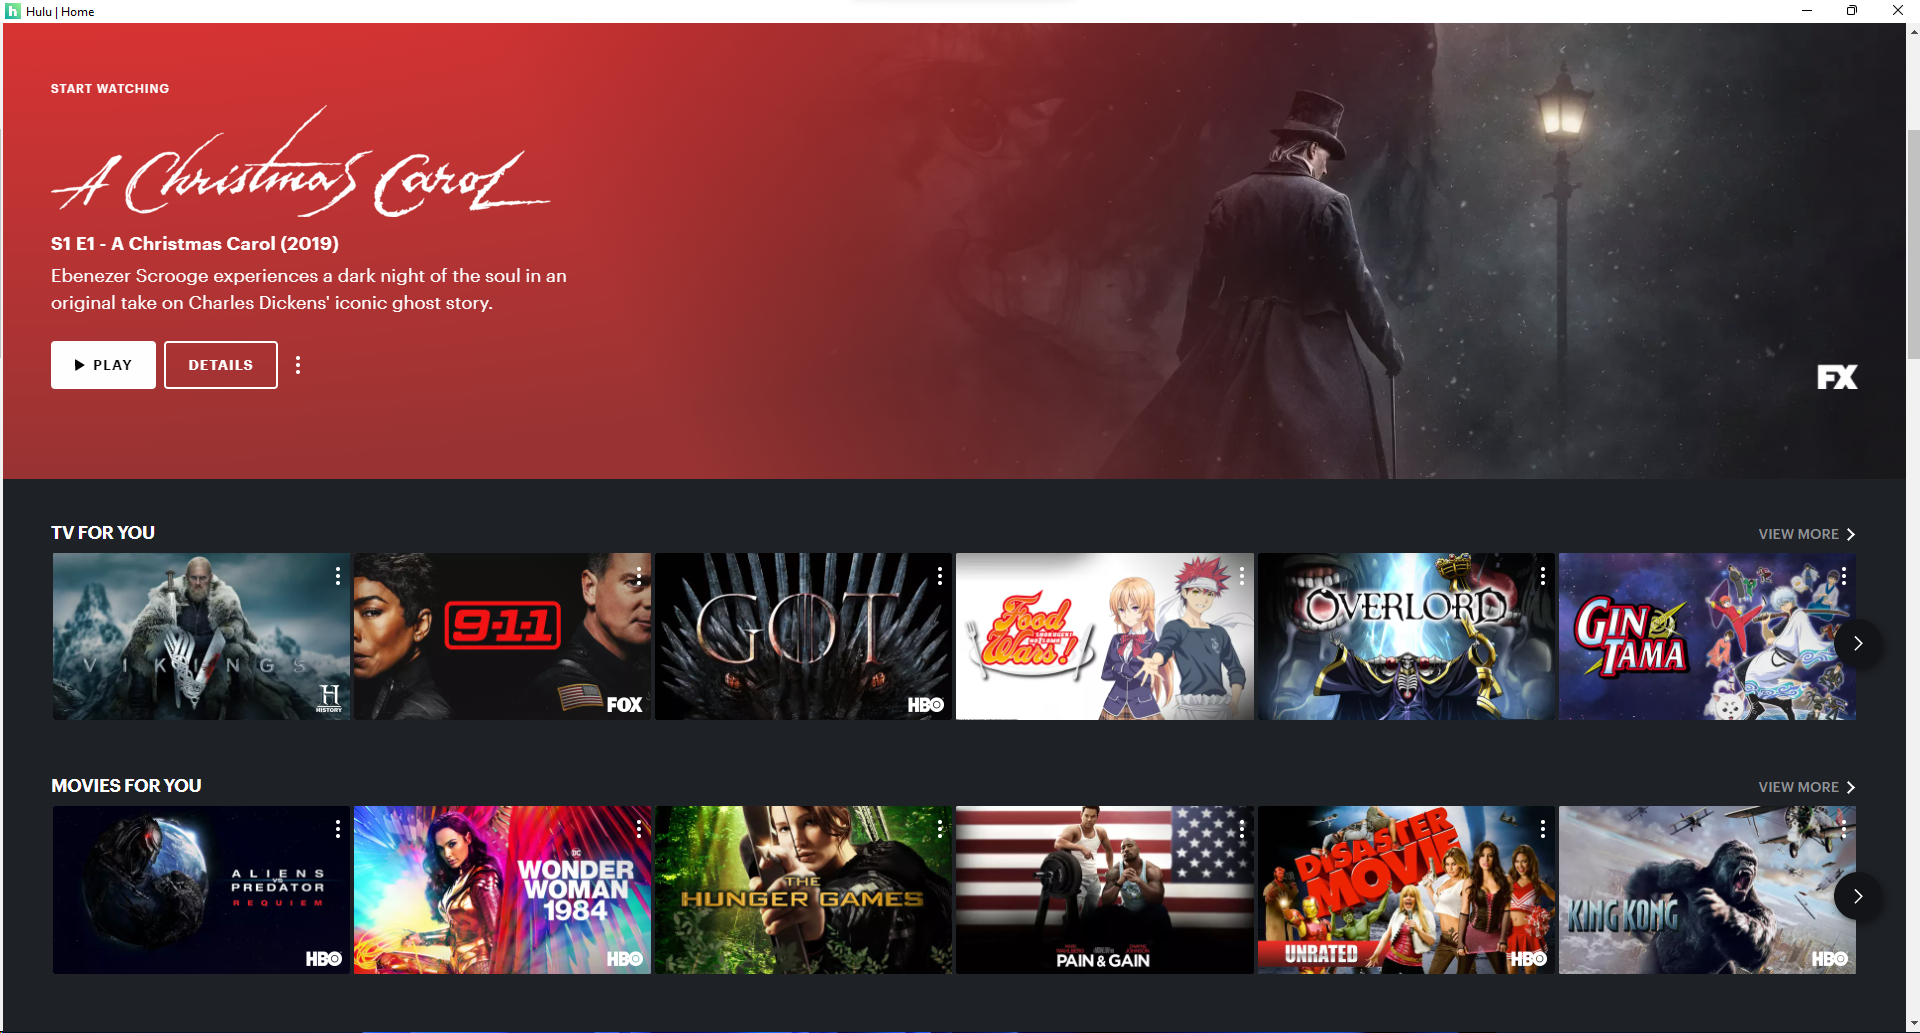 Hulu | Home
START WATCHING
A Christmas Carol
S1 E1 - A Christmas Carol (2019)
Ebenezer Scrooge experiences a dark night of the soul in an
original take on Charles Dickens' iconic ghost story.
PLAY
DETAILS
FX
TV FOR YOU
VIEW MORE
VIKINGS
H
HISTORY
9-1-1
FOX
GOT
HBO
Food
Wars!
SHOKUGEKI
NO SOMA
OVERLORD
GIN
TAMA
MOVIES FOR YOU
VIEW MORE
ALIENS
VS
PREDATOR
REQUIEM
HBO
DC
WONDER
WOMAN
1984
HBO
THE
HUNGER GAMES
PAIN & GAIN
DISASTER
MOVIE
UNRATED
HBO
KING KONG
HBO